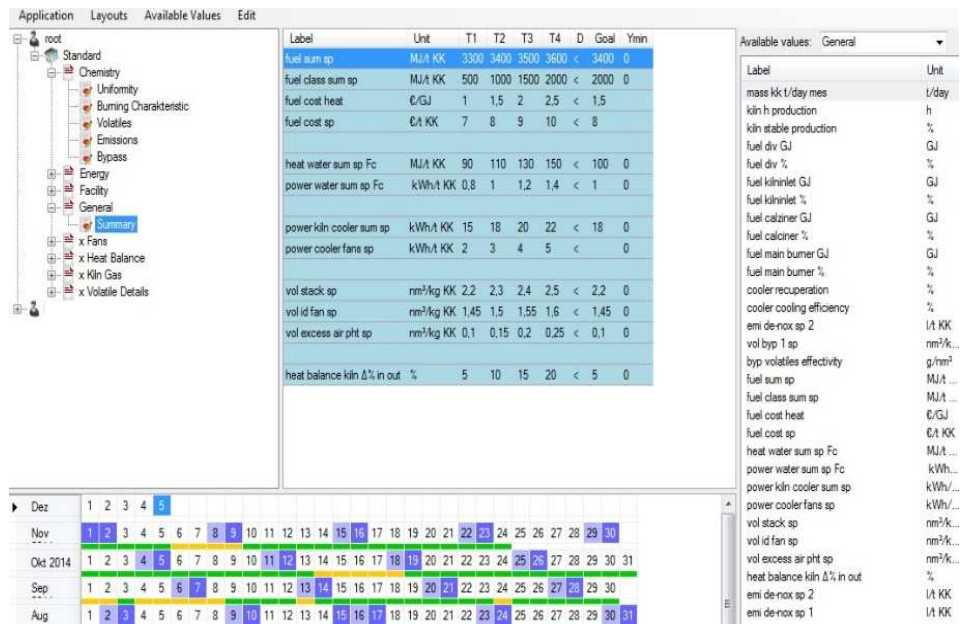 Application Layouts Available Values Edit
root
Standard
Chemistry
Uniformity
Burning Charakteristic
Volatiles
Emissions
Bypass
Energy
Facility
General
Summary
x Fans
x Heat Balance
x Kiln Gas
x Volatile Details
Label Unit T1 T2 T3 T4 D Goal Ymin
fuel sum sp MJ/t KK 3300 3400 3500 3600 < 3400 0
fuel class sum sp MJ/t KK 500 1000 1500 2000 < 2000 0
fuel cost heat €/GJ 1 1,5 2 2,5 < 1,5
fuel cost sp €/t KK 7 8 9 10 < 8
heat water sum sp Fc MJ/t KK 90 110 130 150 < 100 0
power water sum sp Fc kWh/t KK 0,8 1 1,2 1,4 < 1 0
power kiln cooler sum sp kWh/t KK 15 18 20 22 < 18 0
power cooler fans sp kWh/t KK 2 3 4 5 < 0
vol stack sp nm³/kg KK 2,2 2,3 2,4 2,5 < 2,2 0
vol id fan sp nm³/kg KK 1,45 1,5 1,55 1,6 < 1,45 0
vol excess air pht sp nm³/kg KK 0,1 0,15 0,2 0,25 < 0,1 0
heat balance kiln Δ% in out % 5 10 15 20 < 5 0
Available values: General
Label Unit
mass kk t/day mes t/day
kiln h production h
kiln stable production %
fuel div GJ GJ
fuel div % %
fuel kilninlet GJ GJ
fuel kilninlet % %
fuel calziner GJ GJ
fuel calciner % %
fuel main burner GJ GJ
fuel main burner % %
cooler recuperation %
cooler cooling efficiency %
emi de-nox sp 2 l/t KK
vol byp 1 sp nm³/k...
byp volatiles effectivity g/nm³
fuel sum sp MJ/t ...
fuel class sum sp MJ/t ...
fuel cost heat €/GJ
fuel cost sp €/t KK
heat water sum sp Fc MJ/t ...
power water sum sp Fc kWh...
power kiln cooler sum sp kWh/...
power cooler fans sp kWh/...
vol stack sp nm³/k...
vol id fan sp nm³/k...
vol excess air pht sp nm³/k...
heat balance kiln Δ% in out %
emi de-nox sp 2 l/t KK
emi de-nox sp 1 l/t KK
Dez 1 2 3 4 5
Nov 1 2 3 4 5 6 7 8 9 10 11 12 13 14 15 16 17 18 19 20 21 22 23 24 25 26 27 28 29 30
Okt 2014 1 2 3 4 5 6 7 8 9 10 11 12 13 14 15 16 17 18 19 20 21 22 23 24 25 26 27 28 29 30 31
Sep 1 2 3 4 5 6 7 8 9 10 11 12 13 14 15 16 17 18 19 20 21 22 23 24 25 26 27 28 29 30
Aug 1 2 3 4 5 6 7 8 9 10 11 12 13 14 15 16 17 18 19 20 21 22 23 24 25 26 27 28 29 30 31